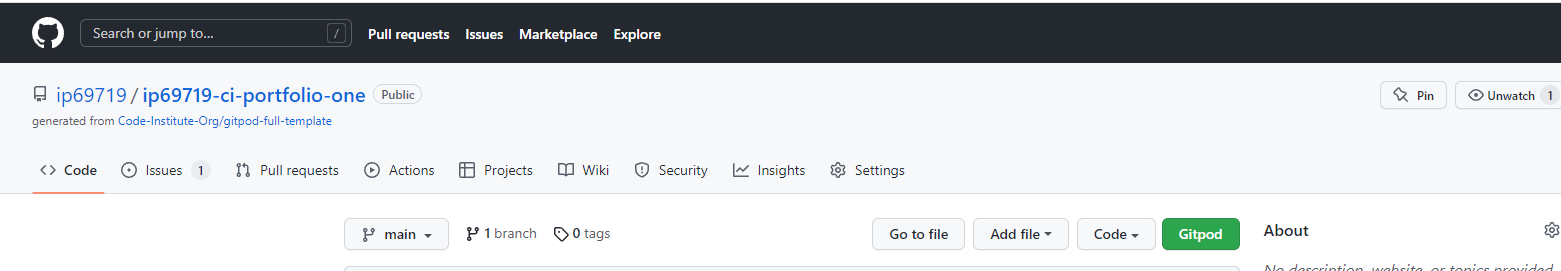 Search or jump to... / Pull requests Issues Marketplace Explore
ip69719 / ip69719-ci-portfolio-one Public Pin Unwatch 1
generated from Code-Institute-Org/gitpod-full-template
Code Issues 1 Pull requests Actions Projects Wiki Security Insights Settings
main 1 branch 0 tags Go to file Add file Code Gitpod About
No description, website, or topics provided